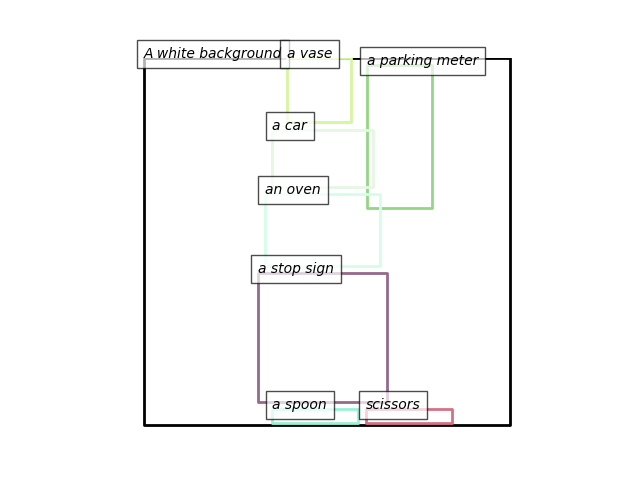 A white background
a vase
a parking meter
a car
an oven
a stop sign
a spoon
scissors